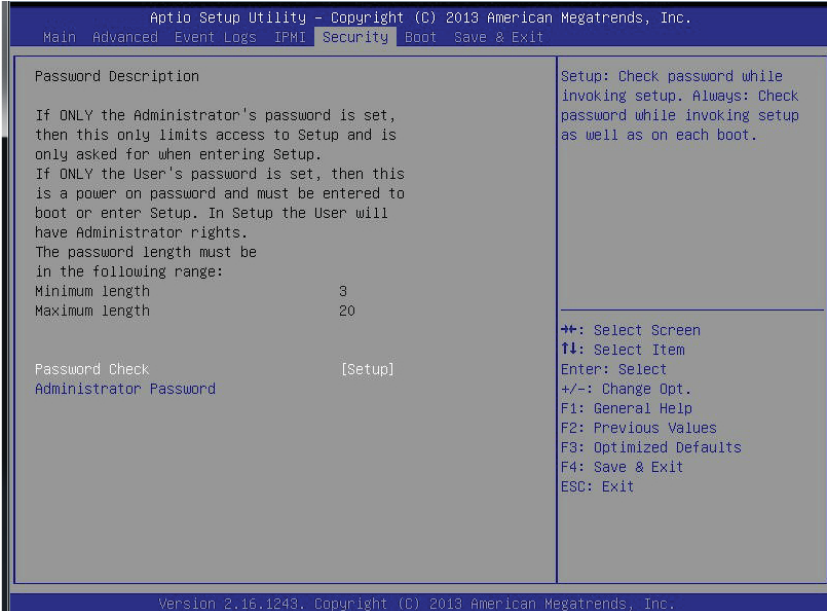 Aptio Setup Utility – Copyright (C) 2013 American Megatrends, Inc.
Main Advanced Event Logs IPMI Security Boot Save & Exit
Password Description
If ONLY the Administrator's password is set,
then this only limits access to Setup and is
only asked for when entering Setup.
If ONLY the User's password is set, then this
is a power on password and must be entered to
boot or enter Setup. In Setup the User will
have Administrator rights.
The password length must be
in the following range:
Minimum length 3
Maximum length 20
Password Check [Setup]
Administrator Password
Setup: Check password while
invoking setup. Always: Check
password while invoking setup
as well as on each boot.
→←: Select Screen
↑↓: Select Item
Enter: Select
+/-: Change Opt.
F1: General Help
F2: Previous Values
F3: Optimized Defaults
F4: Save & Exit
ESC: Exit
Version 2.16.1243. Copyright (C) 2013 American Megatrends, Inc.